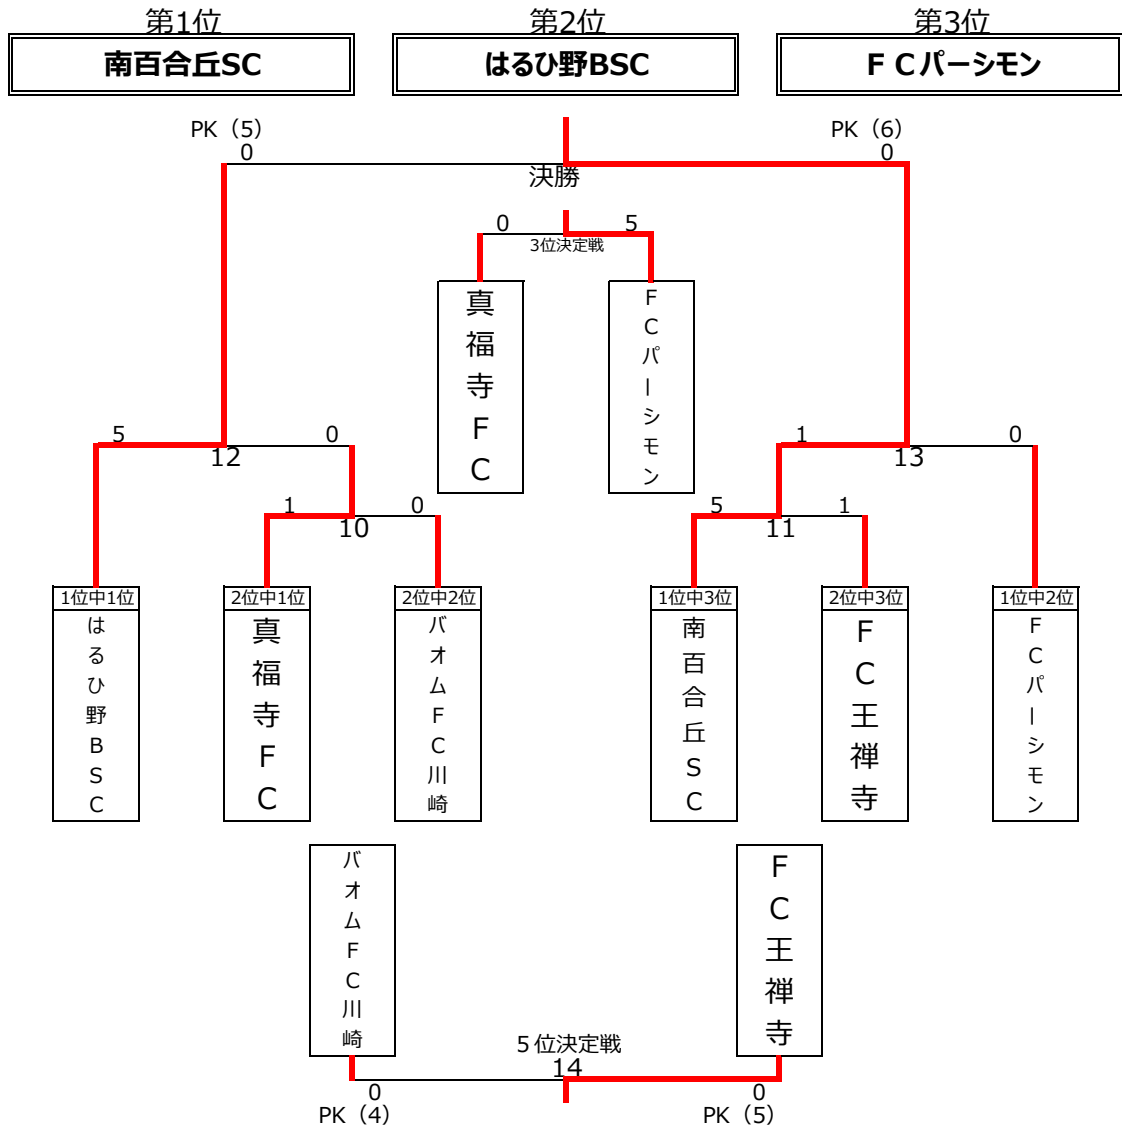 第1位 第2位 第3位
南百合丘SC はるひ野BSC ＦＣパーシモン
PK（5） PK（6）
0 0
決勝
0 5
3位決定戦
真福寺ＦＣ
ＦＣパーシモン
5 0 1 0
12 13
1 0 5 1
10 11
1位中1位 2位中1位 2位中2位 1位中3位 2位中3位 1位中2位
はるひ野ＢＳＣ
真福寺ＦＣ
バオムＦＣ川崎
南百合丘ＳＣ
ＦＣ王禅寺
ＦＣパーシモン
バオムＦＣ川崎
ＦＣ王禅寺
５位決定戦
14
0 0
PK（4） PK（5）